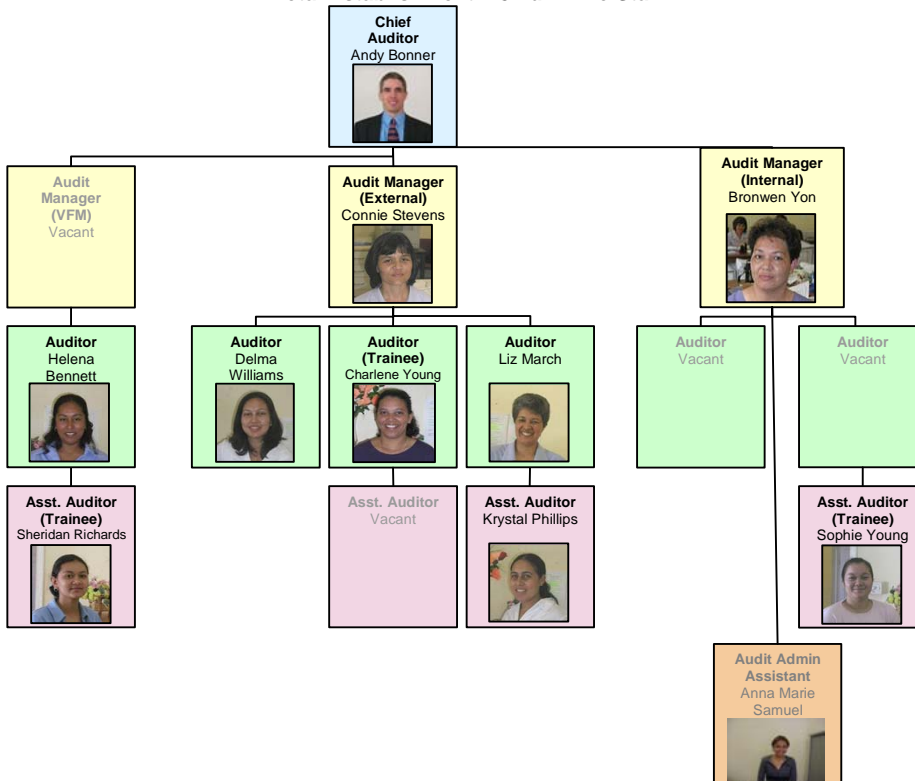 Chief
Auditor
Andy Bonner
Audit
Manager
(VFM)
Vacant
Audit Manager
(External)
Connie Stevens
Audit Manager
(Internal)
Bronwen Yon
Auditor
Helena
Bennett
Auditor
Delma
Williams
Auditor
(Trainee)
Charlene Young
Auditor
Liz March
Auditor
Vacant
Auditor
Vacant
Asst. Auditor
(Trainee)
Sheridan Richards
Asst. Auditor
Vacant
Asst. Auditor
Krystal Phillips
Asst. Auditor
(Trainee)
Sophie Young
Audit Admin
Assistant
Anna Marie
Samuel